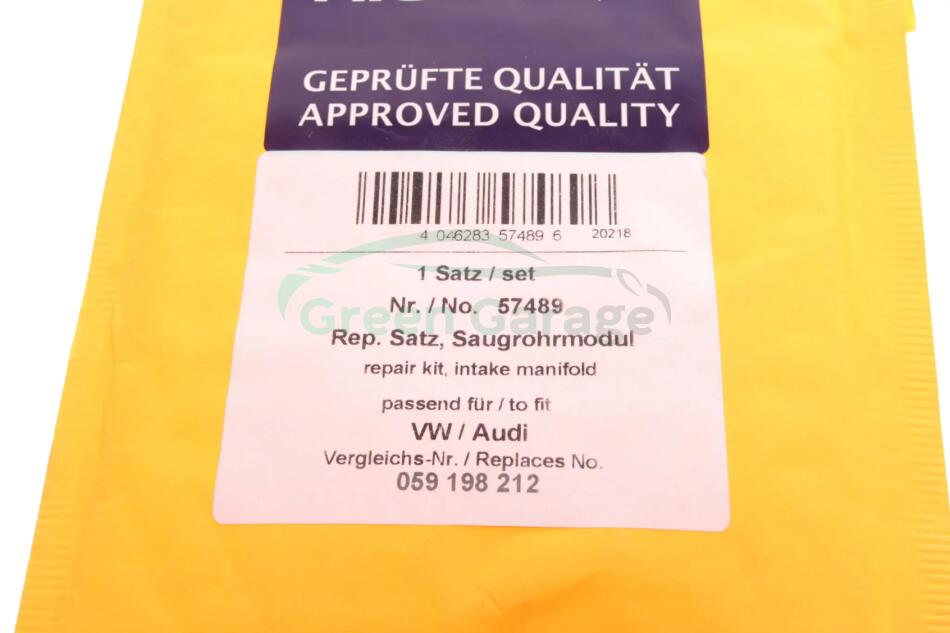 GEPRÜFTE QUALITÄT
APPROVED QUALITY
4 046283 57489 6 20218
1 Satz / set
Nr. / No. 57489
Green Garage
Rep. Satz, Saugrohrmodul
repair kit, intake manifold
passend für / to fit
VW / Audi
Vergleichs-Nr. / Replaces No.
059 198 212